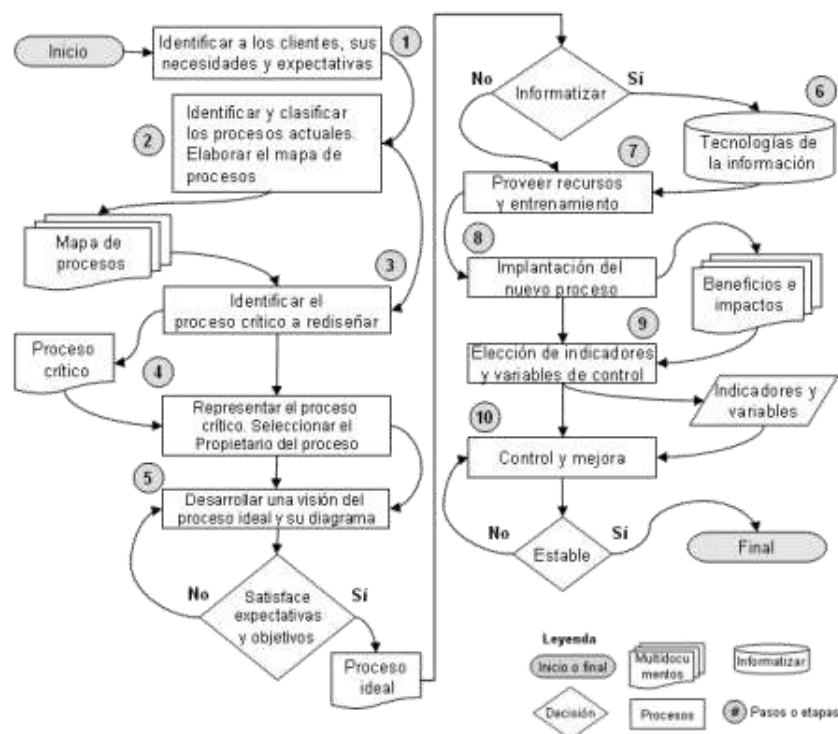 Inicio
Identificar a los clientes, sus
necesidades y expectativas
1
2
Identificar y clasificar
los procesos actuales.
Elaborar el mapa de
procesos
Mapa de
procesos
3
Identificar el
proceso crítico a rediseñar
Proceso
crítico
4
Representar el proceso
crítico. Seleccionar el
Propietario del proceso
5
Desarrollar una visión del
proceso ideal y su diagrama
No
Satisface
expectativas
y objetivos
Sí
Proceso
ideal
No
Informatizar
Sí
6
Tecnologías de
la información
7
Proveer recursos
y entrenamiento
8
Implantación del
nuevo proceso
Beneficios e
impactos
9
Elección de indicadores
y variables de control
Indicadores y
variables
10
Control y mejora
No
Estable
Sí
Final
Leyenda
Inicio o final
Multidocu
mentos
Informatizar
Decisión
Procesos
# Pasos o etapas